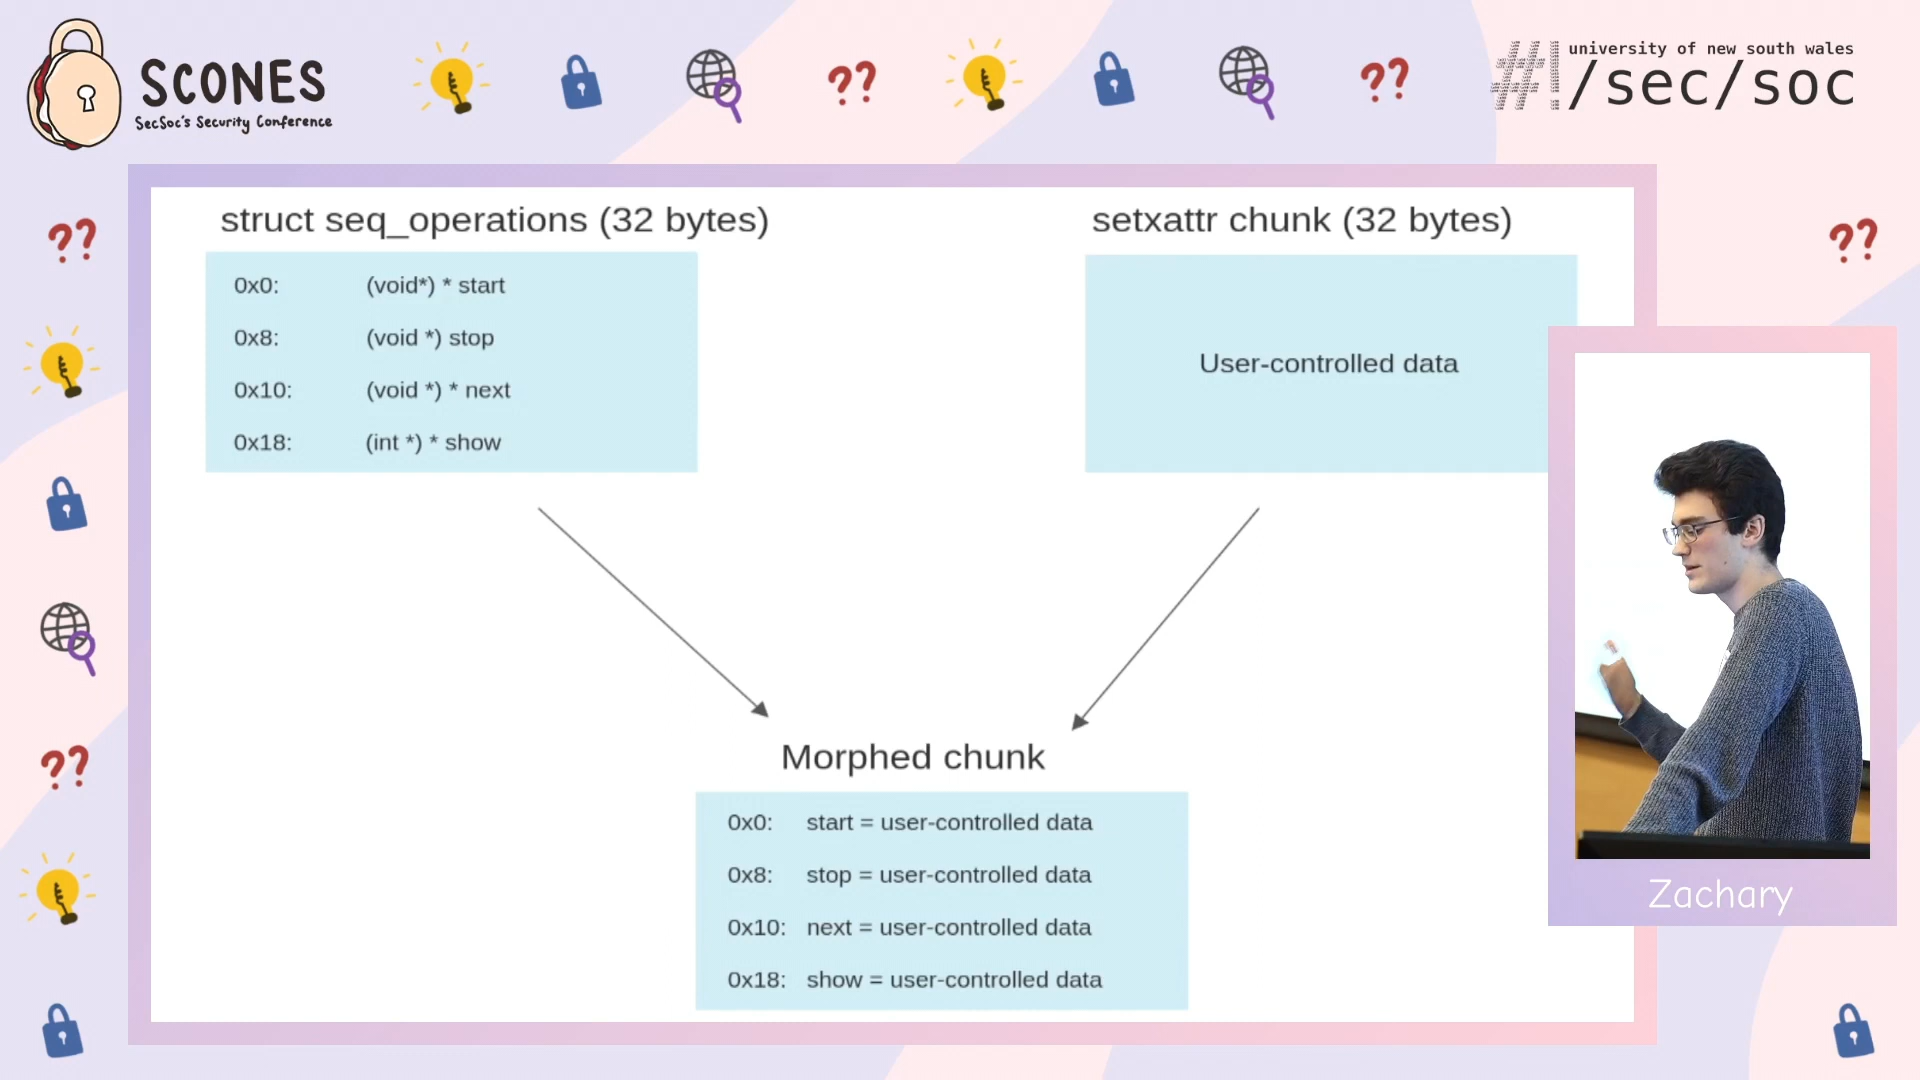 SCONES
SecSoc's Security Conference
??
??
university of new south wales
/sec/soc
??
??
struct seq_operations (32 bytes)
0x0: (void*) * start
0x8: (void *) stop
0x10: (void *) * next
0x18: (int *) * show
setxattr chunk (32 bytes)
User-controlled data
Morphed chunk
0x0: start = user-controlled data
0x8: stop = user-controlled data
0x10: next = user-controlled data
0x18: show = user-controlled data
??
Zachary